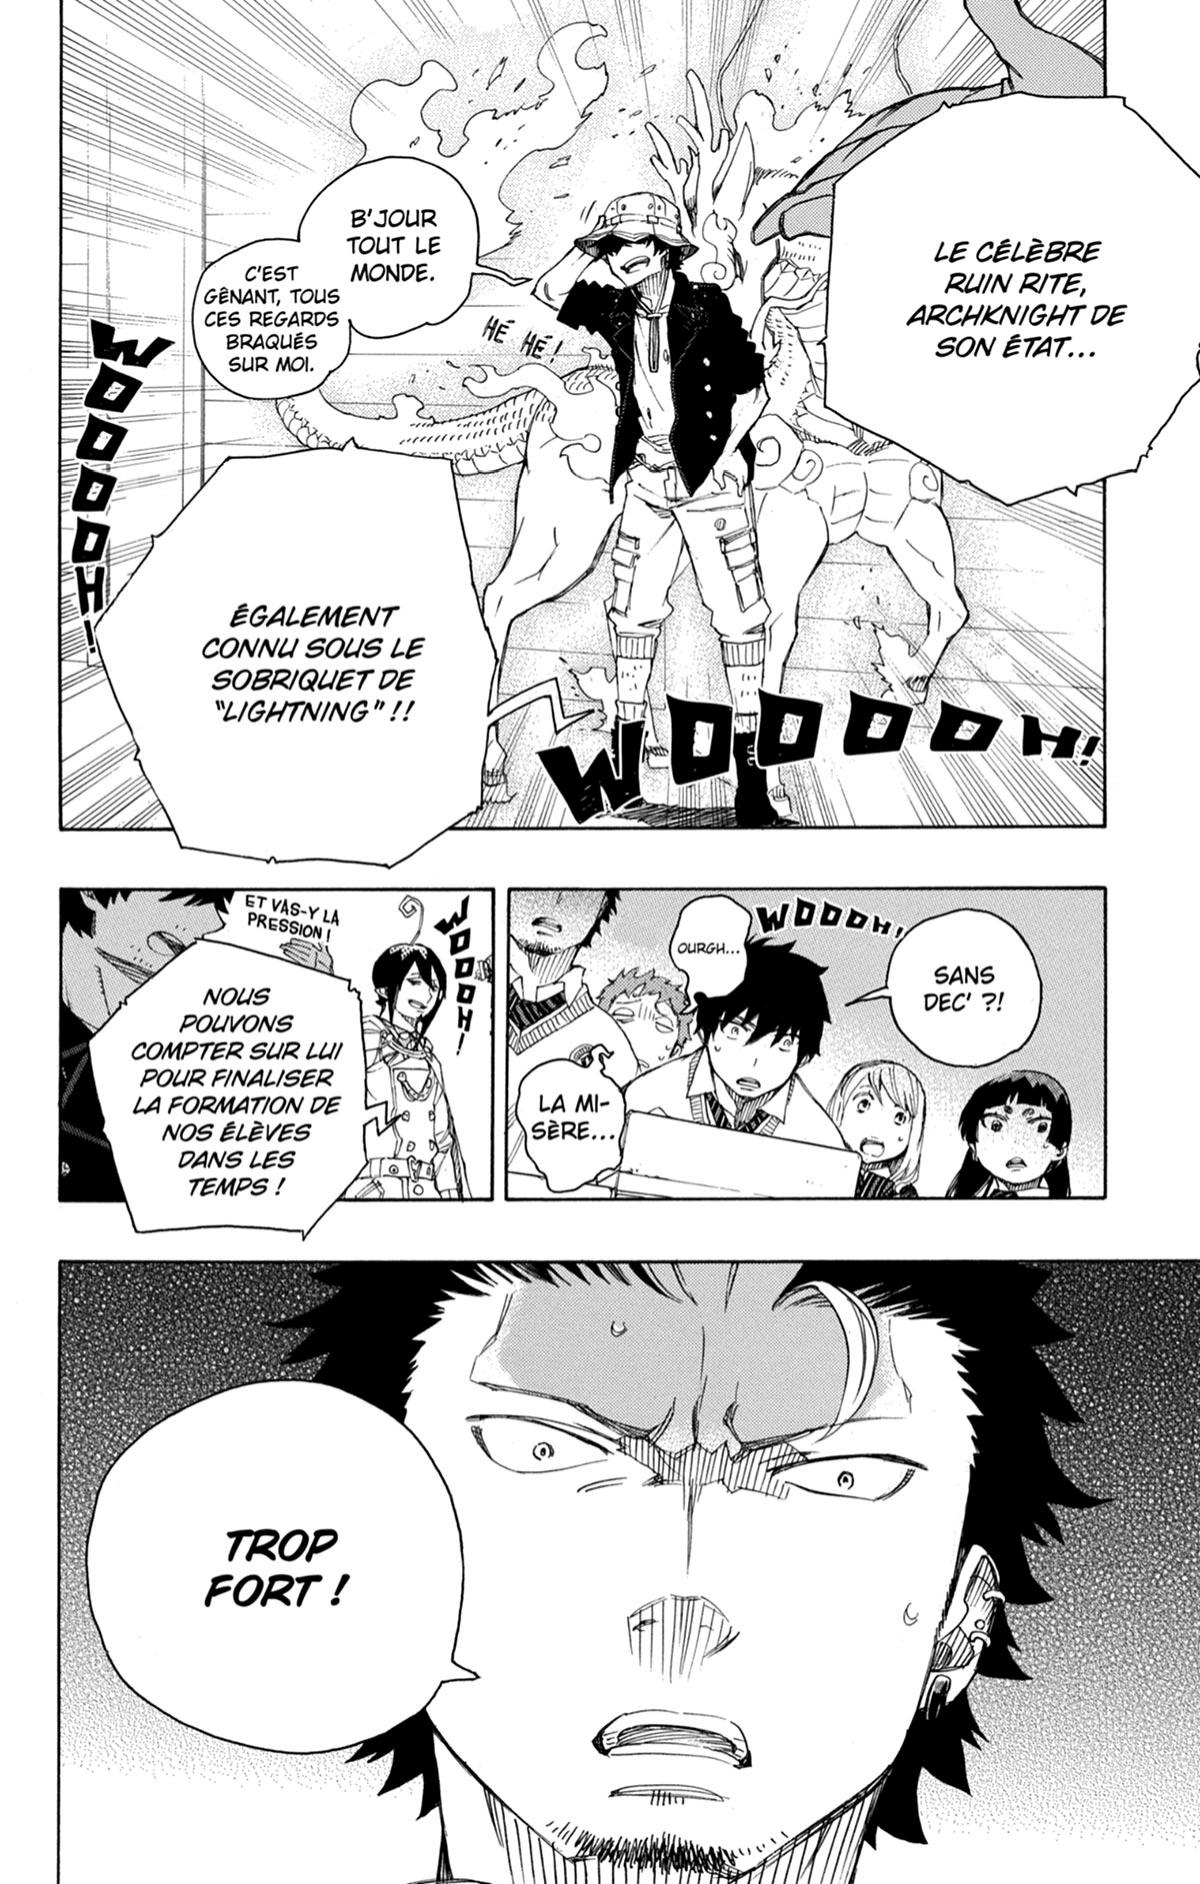 LE CÉLÈBRE
RUIN RITE,
ARCHKNIGHT DE
SON ÉTAT...
B'JOUR
TOUT LE
MONDE.
C'EST
GÊNANT, TOUS
CES REGARDS
BRAQUÉS
SUR MOI.
HÉ HÉ!
WOOOOH!
ÉGALEMENT
CONNU SOUS LE
SOBRIQUET DE
“LIGHTNING”!!
WOOOOH!
SANS
DEC' ?!
WOOOH!
OURGH...
LA MI-
SÈRE...
WOOOH!
ET VAS-Y LA
PRESSION!
NOUS
POUVONS
COMPTER SUR LUI
POUR FINALISER
LA FORMATION DE
NOS ÉLÈVES
DANS LES
TEMPS !
TROP
FORT !